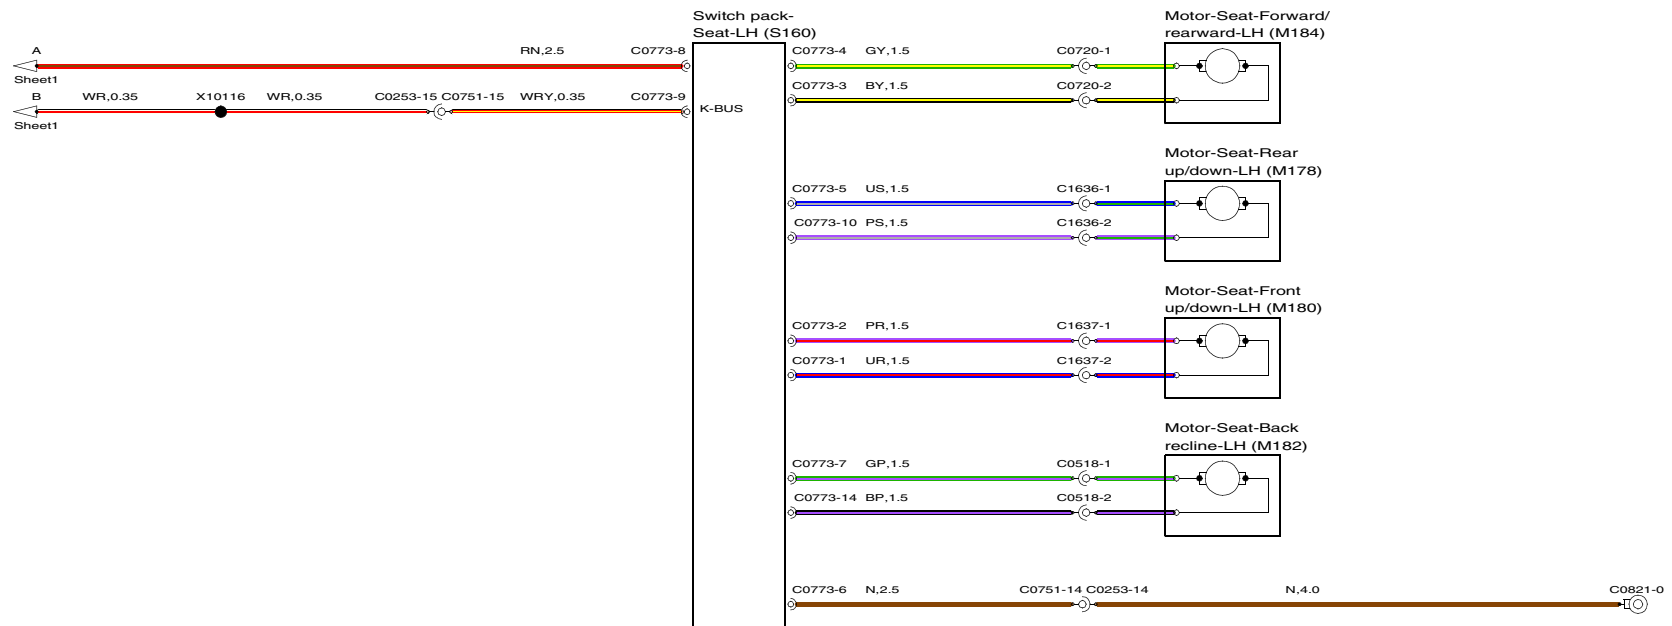 Switch pack-
Seat-LH (S160)
Motor-Seat-Forward/
rearward-LH (M184)
A RN,2.5 C0773-8
Sheet1
B WR,0.35 X10116 WR,0.35 C0253-15 C0751-15 WRY,0.35 C0773-9
K-BUS
Sheet1
C0773-4 GY,1.5 C0720-1
C0773-3 BY,1.5 C0720-2
Motor-Seat-Rear
up/down-LH (M178)
C0773-5 US,1.5 C1636-1
C0773-10 PS,1.5 C1636-2
Motor-Seat-Front
up/down-LH (M180)
C0773-2 PR,1.5 C1637-1
C0773-1 UR,1.5 C1637-2
Motor-Seat-Back
recline-LH (M182)
C0773-7 GP,1.5 C0518-1
C0773-14 BP,1.5 C0518-2
C0773-6 N,2.5 C0751-14 C0253-14 N,4.0 C0821-0